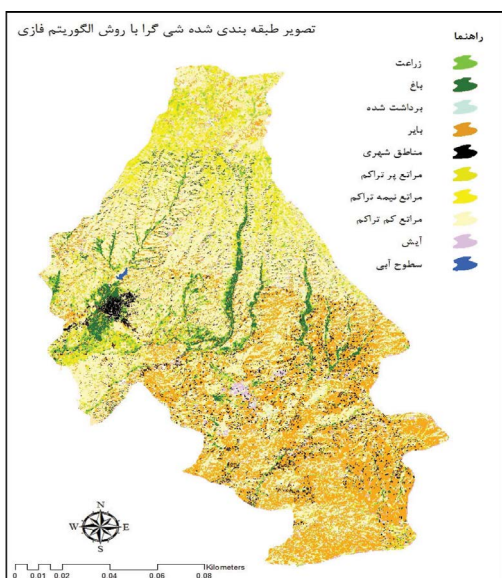 تصویر طبقه بندی شده شی گرا با روش الگوریتم فازی
راهنما
زراعت
باغ
برداشت شده
بایر
مناطق شهری
مراتع پر تراکم
مراتع نیمه تراکم
مراتع کم تراکم
آیش
سطوح آبی
N
W E
S
Kilometers
0 0.01 0.02 0.04 0.06 0.08